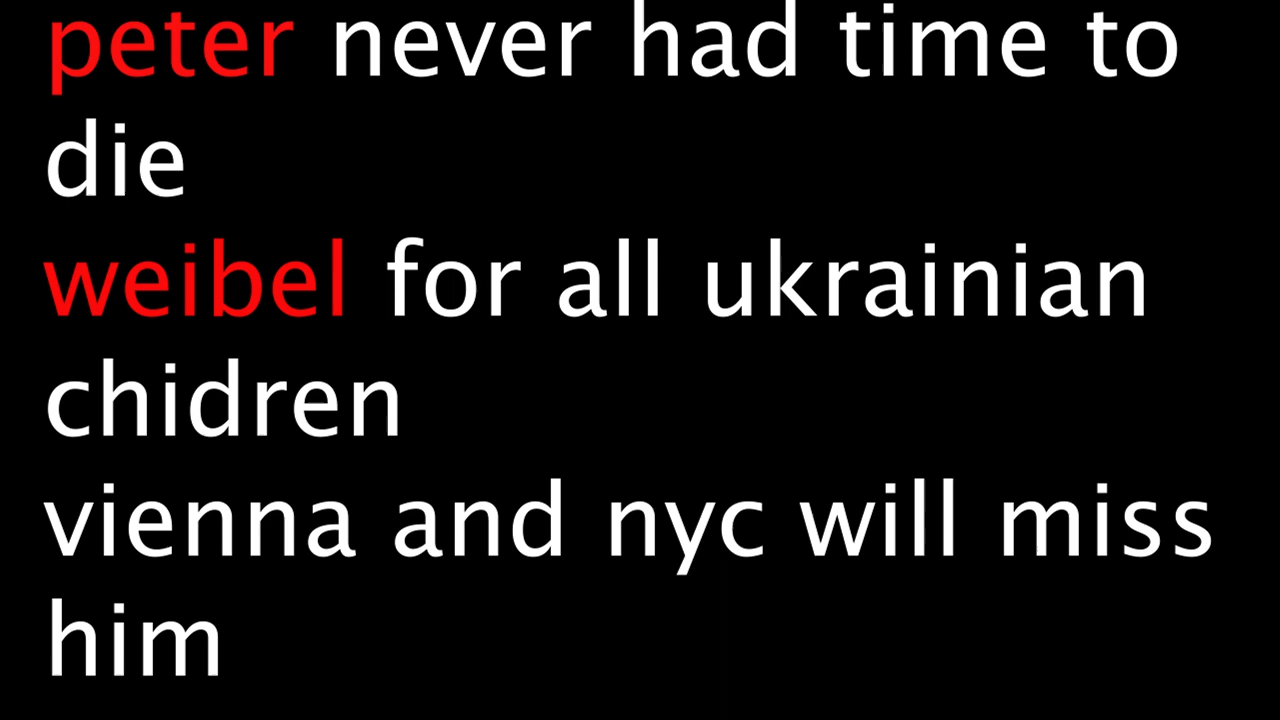 peter never had time to
die
weibel for all ukrainian
chidren
vienna and nyc will miss
him